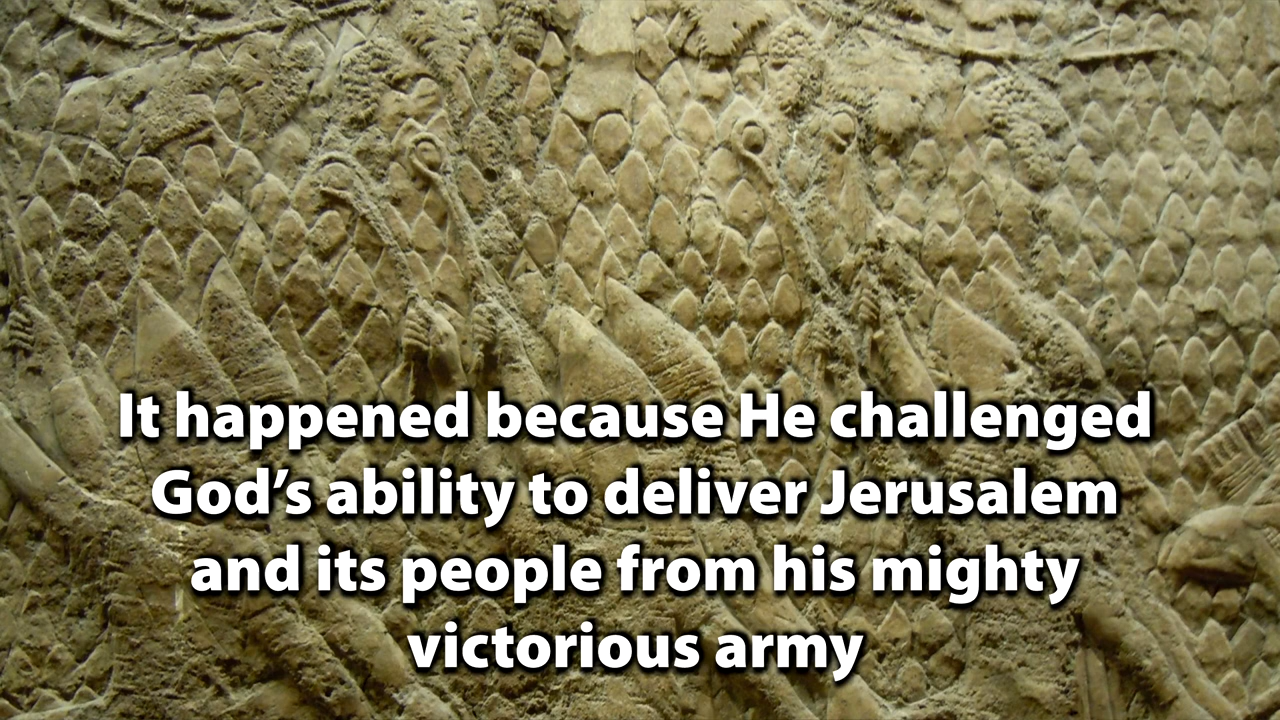 It happened because He challenged
God’s ability to deliver Jerusalem
and its people from his mighty
victorious army